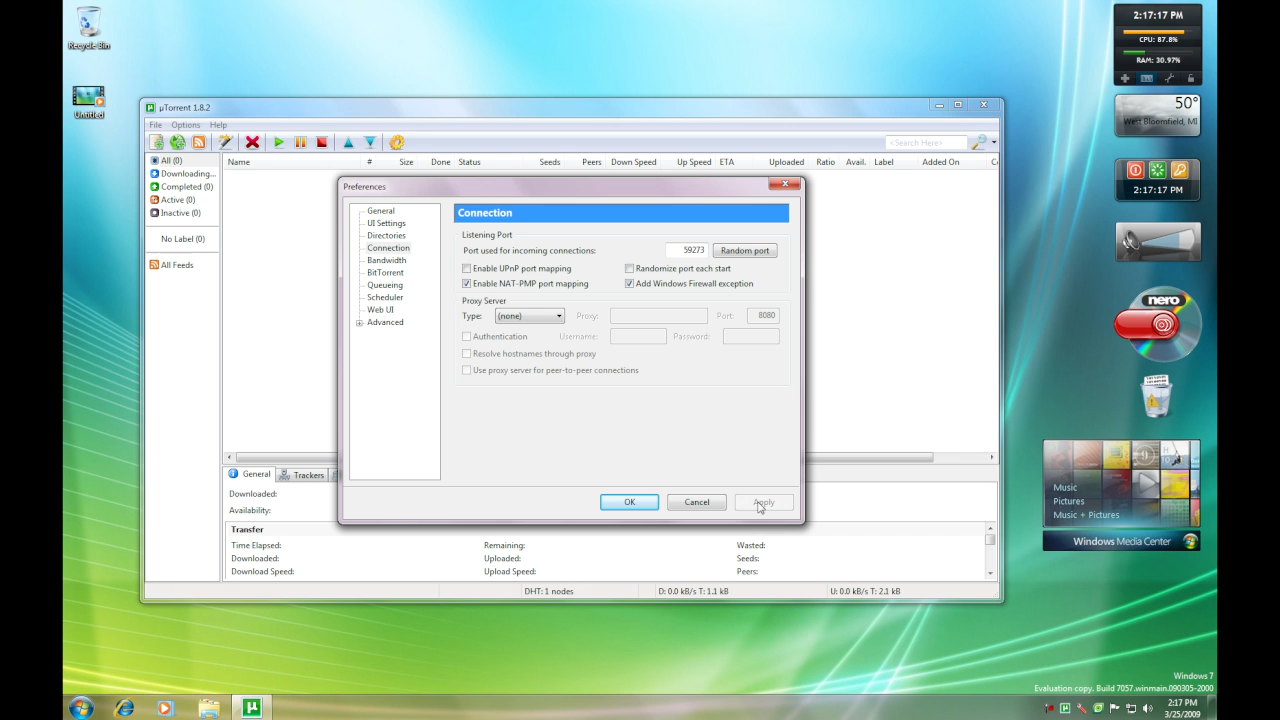 Recycle Bin
Untitled
µTorrent 1.8.2
File Options Help
<Search Here>
All (0)
Downloading...
Completed (0)
Active (0)
Inactive (0)
No Label (0)
All Feeds
Name # Size Done Status Seeds Peers Down Speed Up Speed ETA Uploaded Ratio Avail. Label Added On
Preferences
General
UI Settings
Directories
Connection
Bandwidth
BitTorrent
Queueing
Scheduler
Web UI
Advanced
Connection
Listening Port
Port used for incoming connections: 59273 Random port
Enable UPnP port mapping Randomize port each start
Enable NAT-PMP port mapping Add Windows Firewall exception
Proxy Server
Type: (none) Proxy: Port: 8080
Authentication Username: Password:
Resolve hostnames through proxy
Use proxy server for peer-to-peer connections
OK Cancel Apply
General Trackers
Downloaded:
Availability:
Transfer
Time Elapsed: Remaining: Wasted:
Downloaded: Uploaded: Seeds:
Download Speed: Upload Speed: Peers:
DHT: 1 nodes D: 0.0 kB/s T: 1.1 kB U: 0.0 kB/s T: 2.1 kB
2:17:17 PM
CPU: 87.8%
RAM: 30.97%
50°
West Bloomfield, MI
2:17:17 PM
nero
Music
Pictures
Music + Pictures
Windows Media Center
Windows 7
Evaluation copy. Build 7057.winmain.090305-2000
2:17 PM
3/25/2009